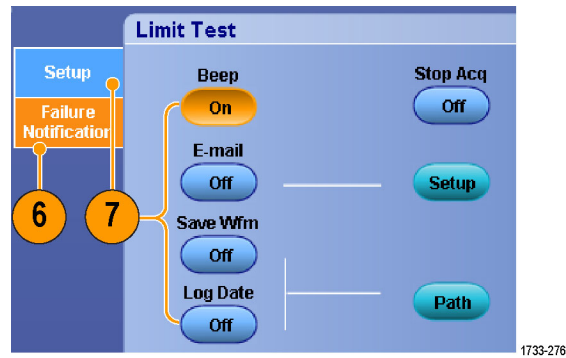 Limit Test
Setup
Failure
Notification
Beep
On
Stop Acq
Off
E-mail
Off
Setup
Save Wfm
Off
Log Date
Off
Path
6
7
1733-276